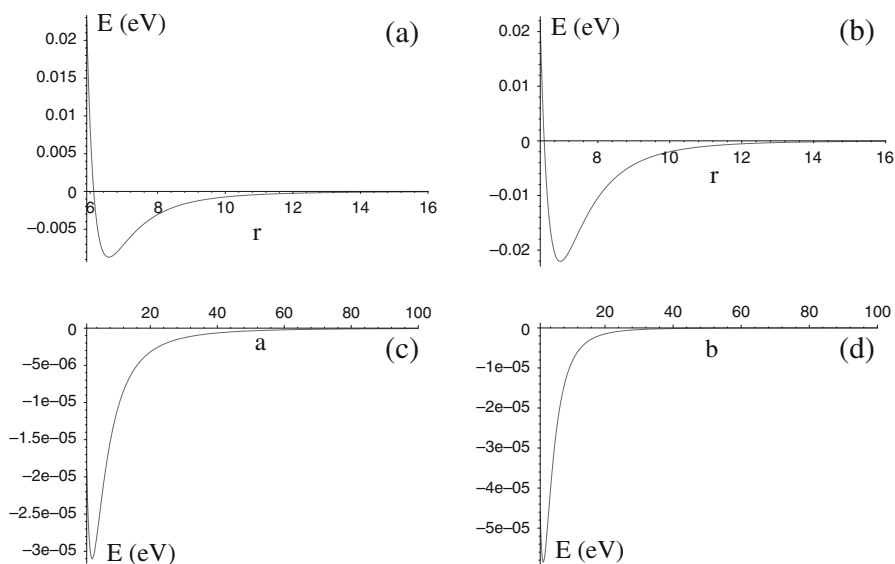 E (eV)
(a)
0.02
0.015
0.01
0.005
0
−0.005
6
8
10
12
14
16
r
E (eV)
(b)
0.02
0.01
0
−0.01
−0.02
8
10
12
14
16
r
20
40
60
80
100
0
−5e−06
−1e−05
−1.5e−05
−2e−05
−2.5e−05
−3e−05
a
(c)
E (eV)
20
40
60
80
100
0
−1e−05
−2e−05
−3e−05
−4e−05
−5e−05
b
(d)
E (eV)